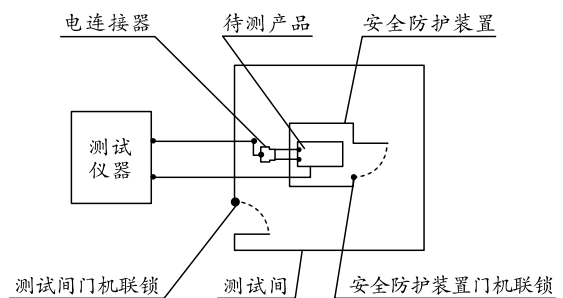 电连接器
待测产品
安全防护装置
测试
仪器
测试间门机联锁
测试间
安全防护装置门机联锁